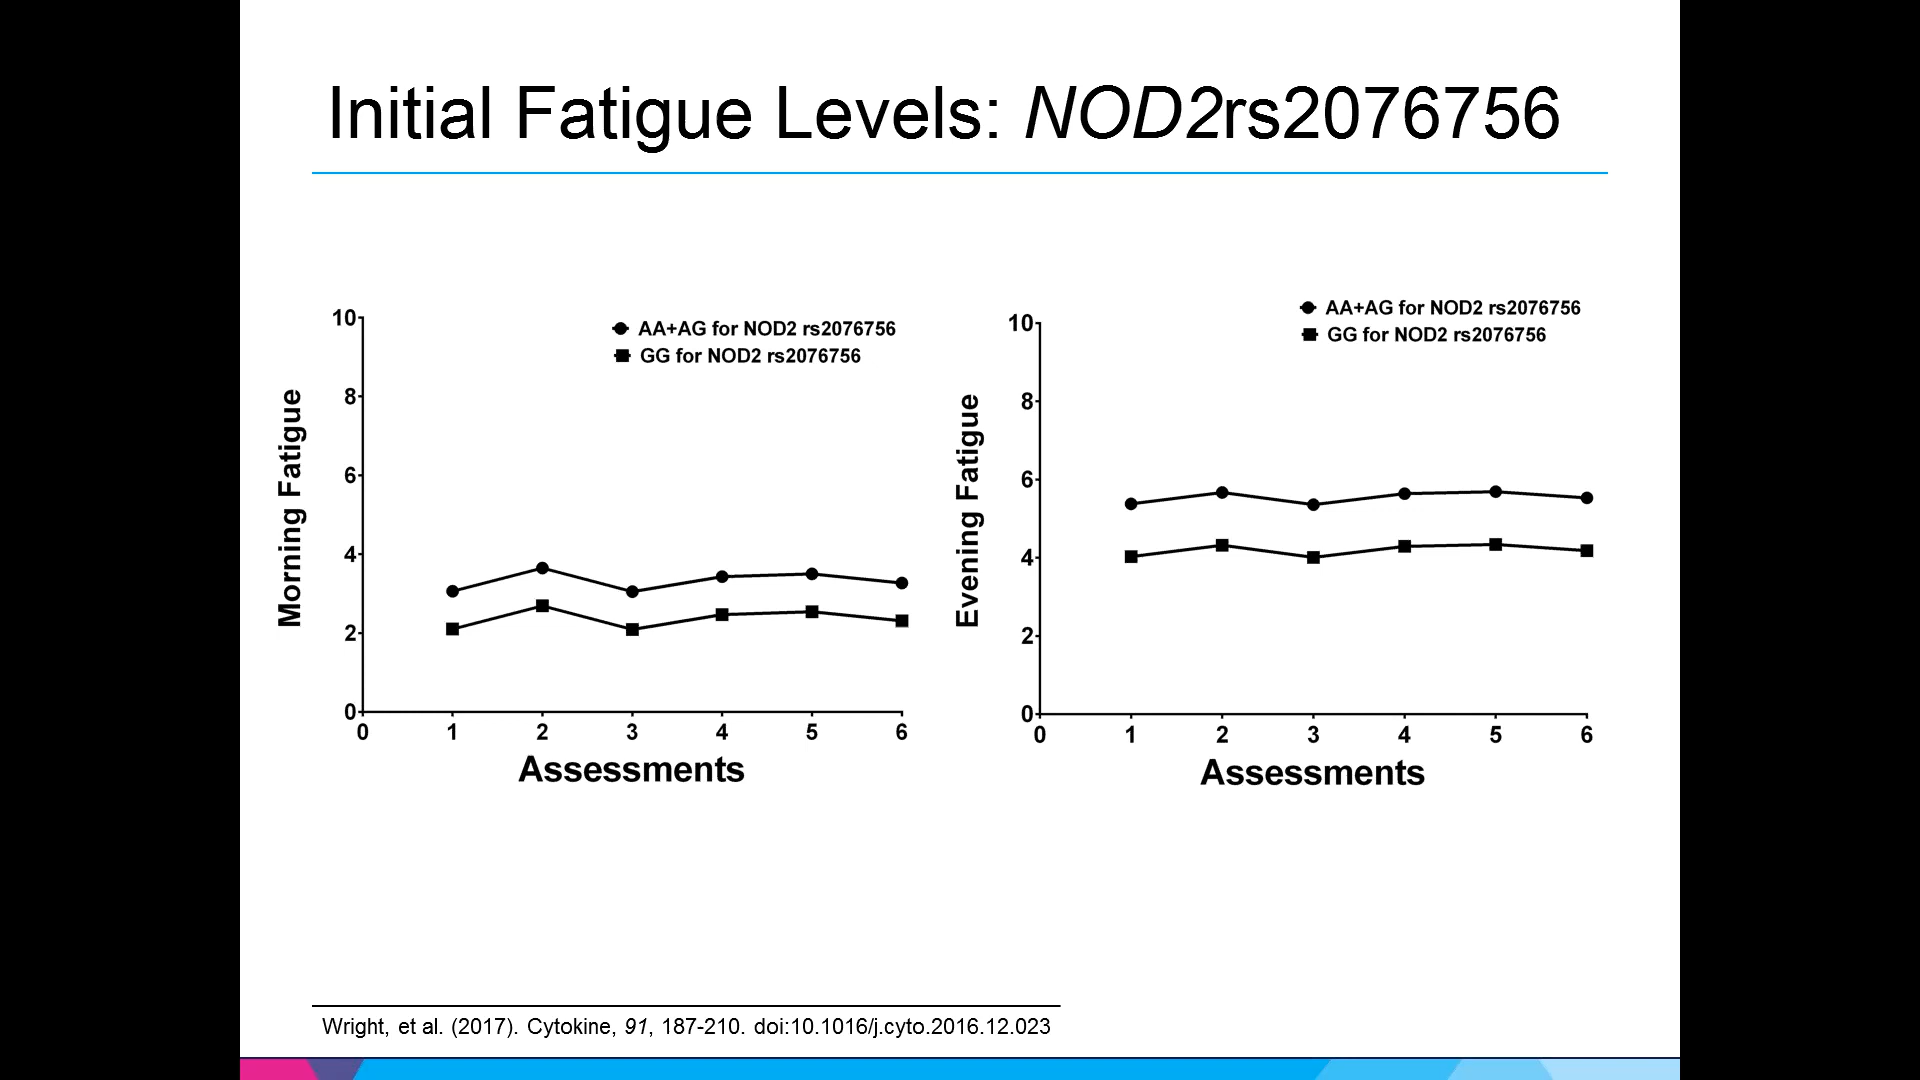 Initial Fatigue Levels: NOD2rs2076756
AA+AG for NOD2 rs2076756
GG for NOD2 rs2076756
Morning Fatigue
10
8
6
4
2
0
0 1 2 3 4 5 6
Assessments
AA+AG for NOD2 rs2076756
GG for NOD2 rs2076756
Evening Fatigue
10
8
6
4
2
0
0 1 2 3 4 5 6
Assessments
Wright, et al. (2017). Cytokine, 91, 187-210. doi:10.1016/j.cyto.2016.12.023